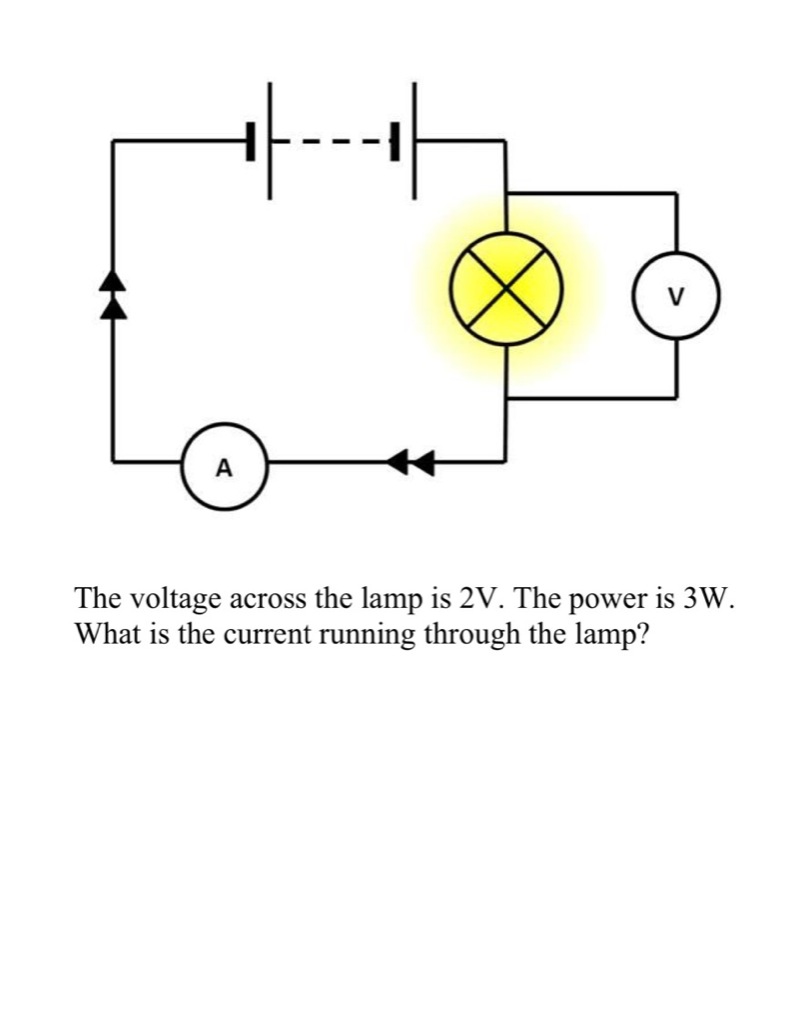 V
A
The voltage across the lamp is 2V. The power is 3W.
What is the current running through the lamp?